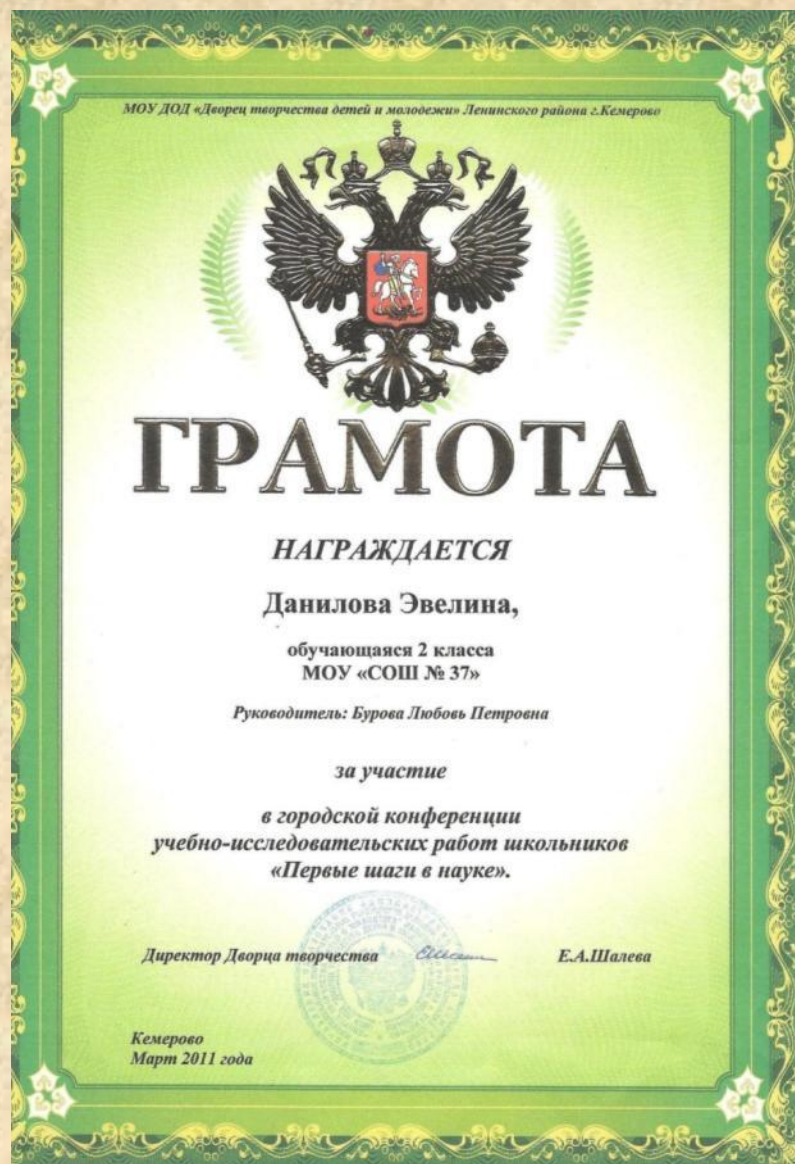 МОУ ДОД «Дворец творчества детей и молодежи» Ленинского района г.Кемерово
ГРАМОТА
НАГРАЖДАЕТСЯ
Данилова Эвелина,
обучающаяся 2 класса
МОУ «СОШ № 37»
Руководитель: Бурова Любовь Петровна
за участие
в городской конференции
учебно-исследовательских работ школьников
«Первые шаги в науке».
Директор Дворца творчества Е.А.Шалева
Кемерово
Март 2011 года